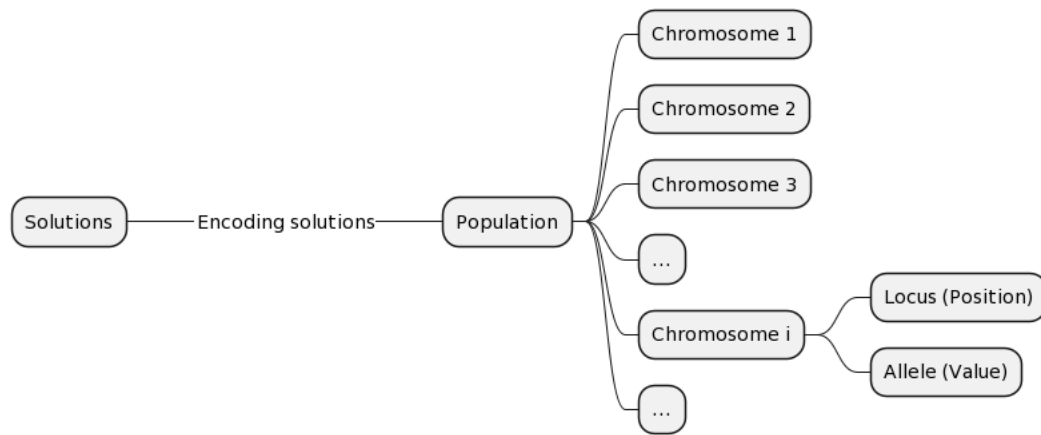 Solutions
Encoding solutions
Population
Chromosome 1
Chromosome 2
Chromosome 3
...
Chromosome i
Locus (Position)
Allele (Value)
...